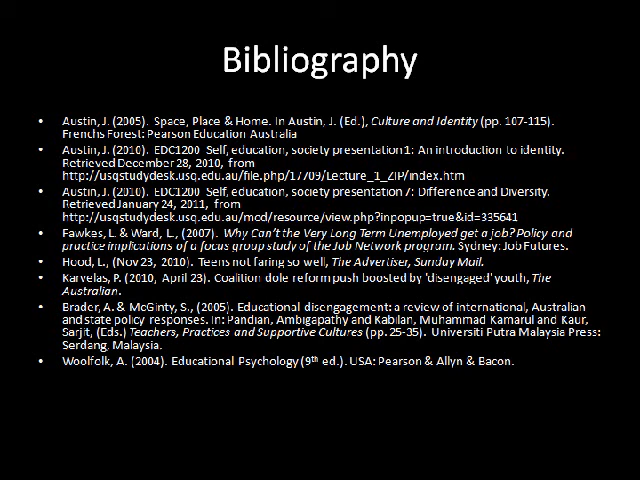 Bibliography
• Austin, J. (2005). Space, Place & Home. In Austin, J. (Ed.), Culture and Identity (pp. 107-115).
Frenchs Forest: Pearson Education Australia
• Austin, J. (2010). EDC1200 Self, education, society presentation 1: An introduction to identity.
Retrieved December 28, 2010, from
http://usqstudydesk.usq.edu.au/file.php/17709/Lecture_1_ZIP/index.htm
• Austin, J. (2010). EDC1200 Self, education, society presentation 7: Difference and Diversity.
Retrieved January 24, 2011, from
http://usqstudydesk.usq.edu.au/mod/resource/view.php?inpopup=true&id=335641
• Fawkes, L. & Ward, L., (2007). Why Can't the Very Long Term Unemployed get a job? Policy and
practice implications of a focus group study of the Job Network program. Sydney: Job Futures.
• Hood, L., (Nov 23, 2010). Teens not faring so well, The Advertiser, Sunday Mail.
• Karvelas, P. (2010, April 23). Coalition dole reform push boosted by 'disengaged' youth, The
Australian.
• Brader, A. & McGinty, S., (2005). Educational disengagement: a review of international, Australian
and state policy responses. In: Pandian, Ambigapathy and Kabilan, Muhammad Kamarul and Kaur,
Sarjit, (Eds.) Teachers, Practices and Supportive Cultures (pp. 25-35). Universiti Putra Malaysia Press:
Serdang, Malaysia.
• Woolfolk, A. (2004). Educational Psychology (9th ed.). USA: Pearson & Allyn & Bacon.